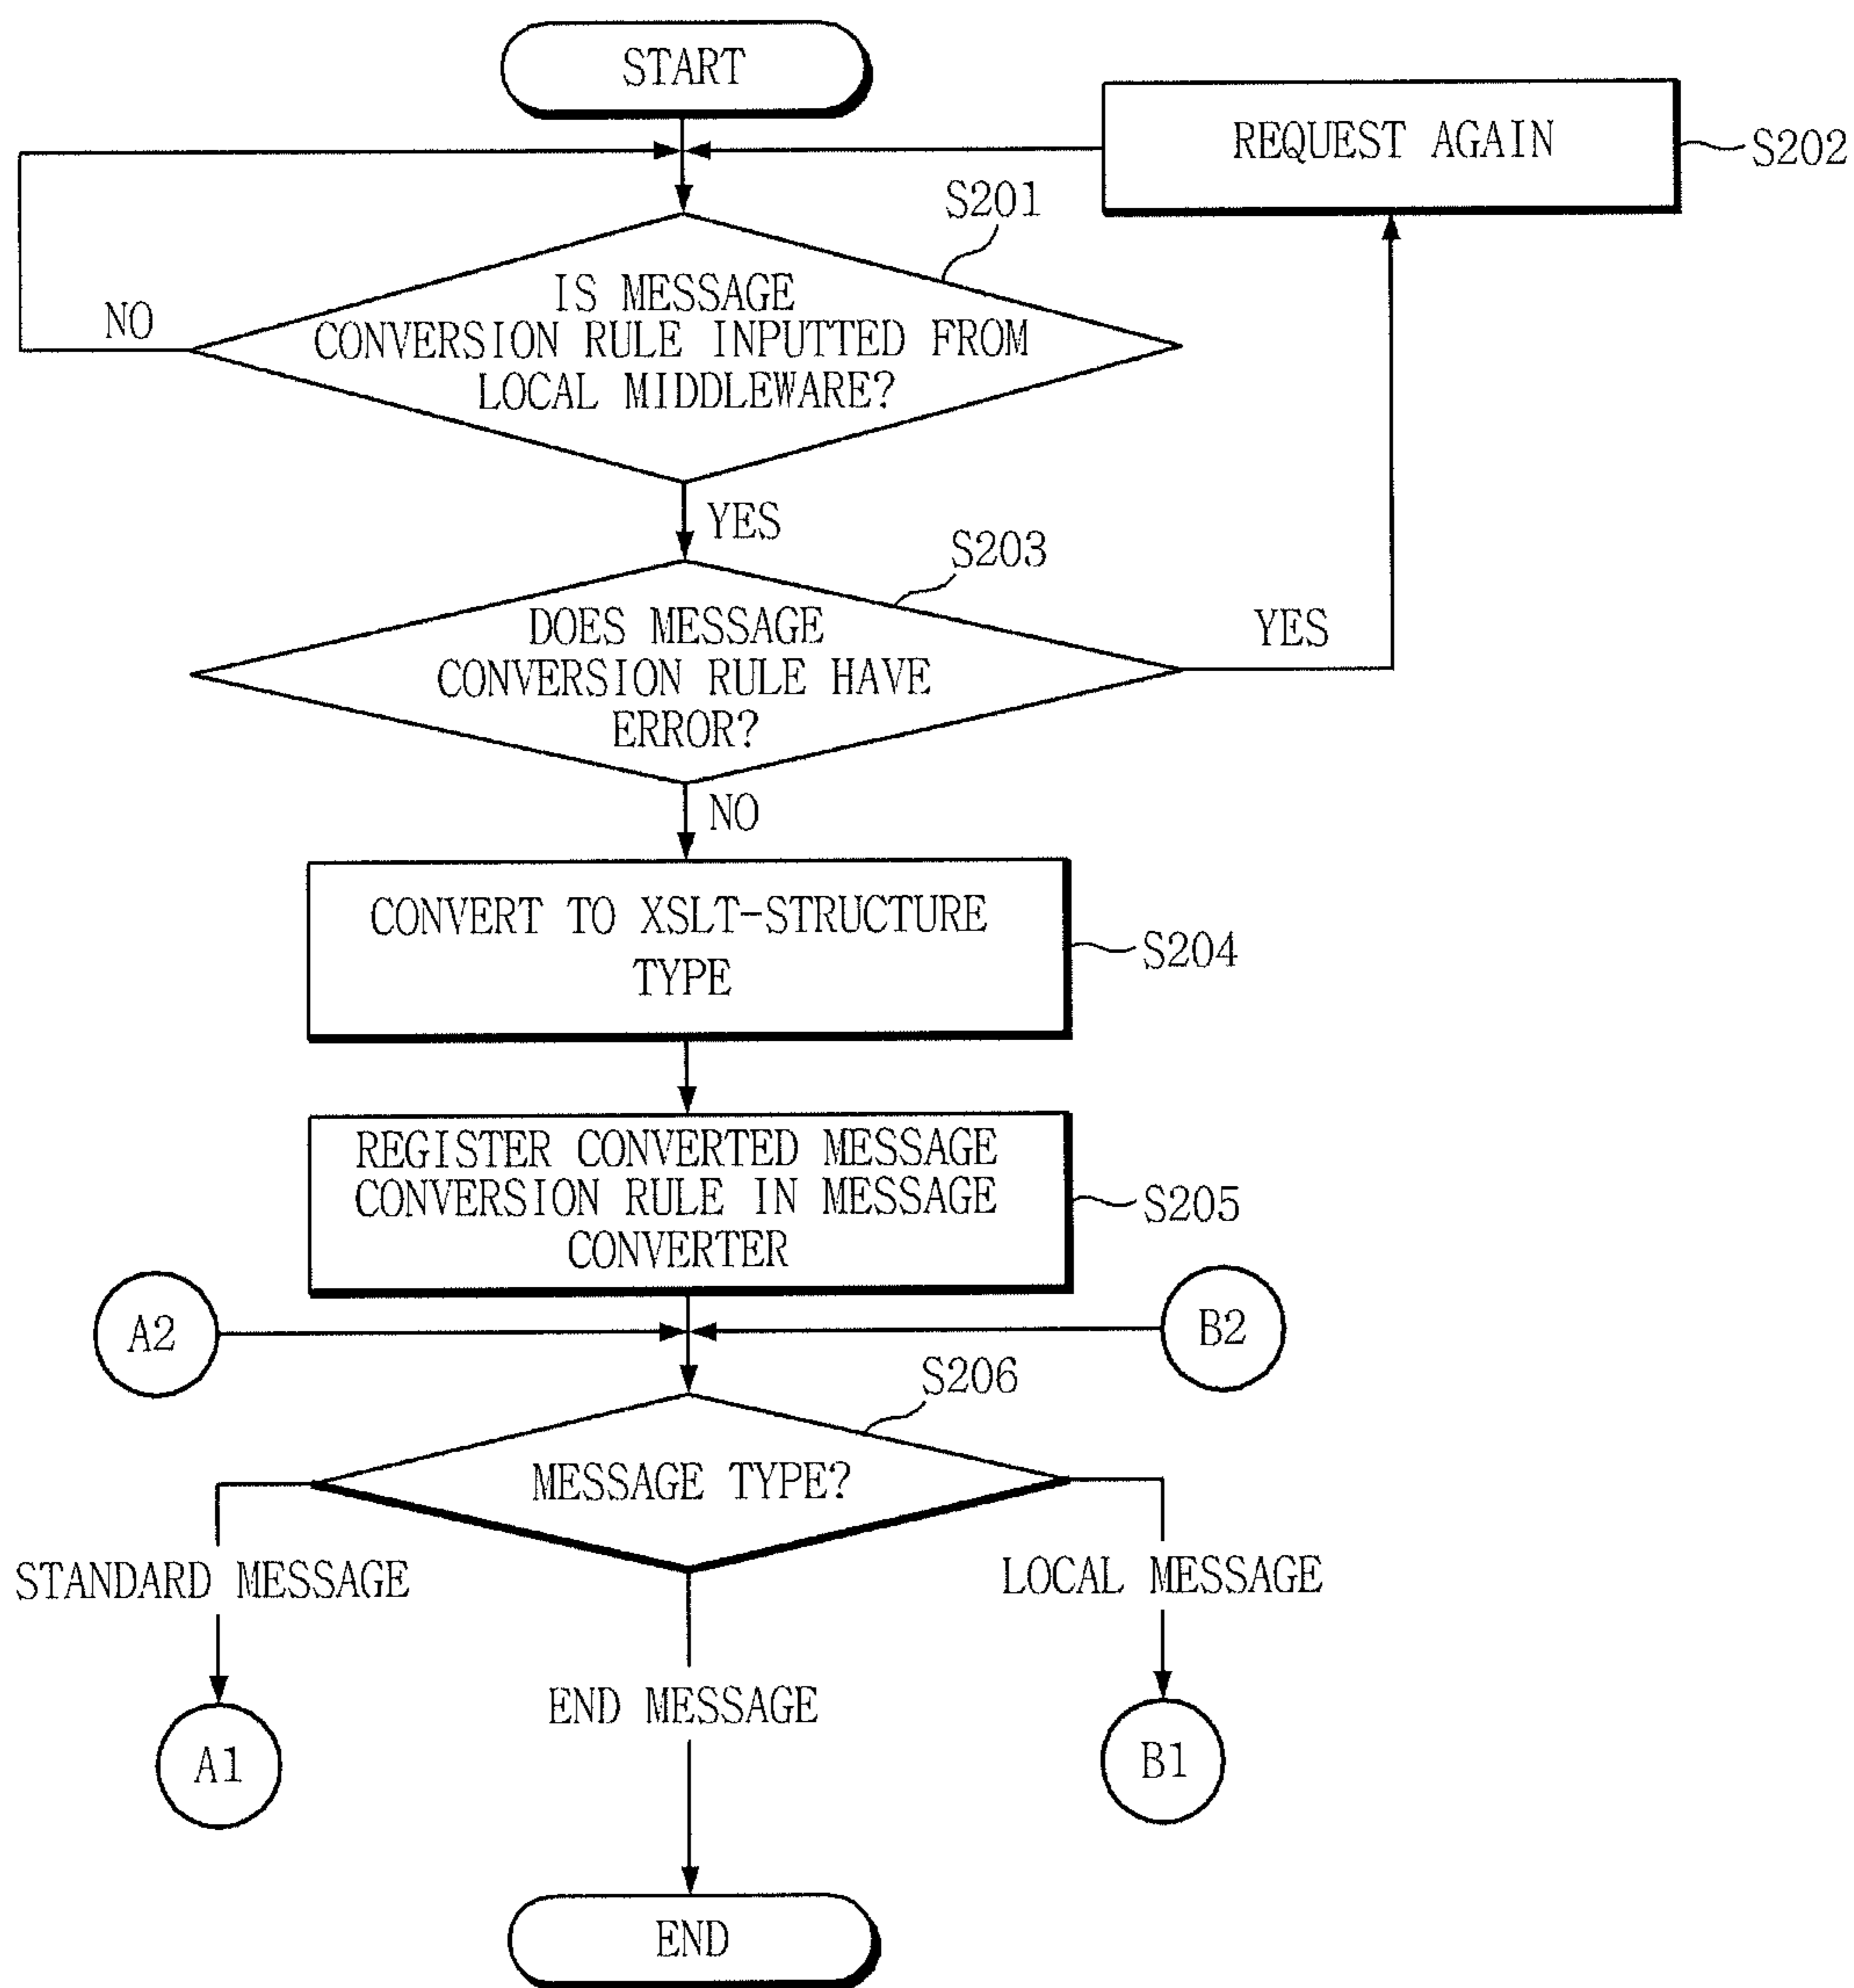 START
REQUEST AGAIN
S202
S201
IS MESSAGE
CONVERSION RULE INPUTTED FROM
LOCAL MIDDLEWARE?
NO
YES
S203
DOES MESSAGE
CONVERSION RULE HAVE
ERROR?
YES
NO
CONVERT TO XSLT-STRUCTURE
TYPE
S204
REGISTER CONVERTED MESSAGE
CONVERSION RULE IN MESSAGE
CONVERTER
S205
A2
B2
S206
MESSAGE TYPE?
STANDARD MESSAGE
LOCAL MESSAGE
END MESSAGE
A1
B1
END